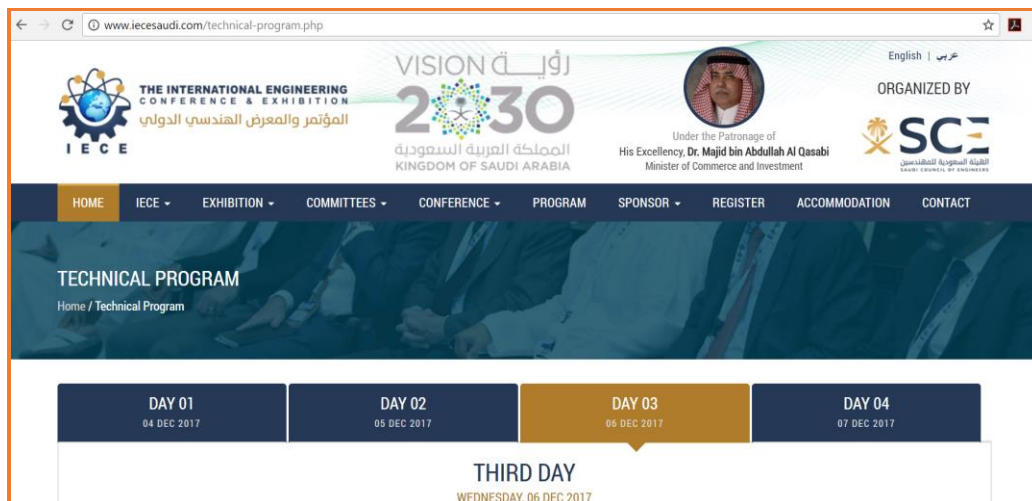 www.iecesaudi.com/technical-program.php
English | عربي
THE INTERNATIONAL ENGINEERING
CONFERENCE & EXHIBITION
المؤتمر والمعرض الهندسي الدولي
IECE
VISION رؤيــة
2030
المملكة العربية السعودية
KINGDOM OF SAUDI ARABIA
Under the Patronage of
His Excellency, Dr. Majid bin Abdullah Al Qasabi
Minister of Commerce and Investment
ORGANIZED BY
SCE
الهيئة السعودية للمهندسين
SAUDI COUNCIL OF ENGINEERS
HOME IECE EXHIBITION COMMITTEES CONFERENCE PROGRAM SPONSOR REGISTER ACCOMMODATION CONTACT
TECHNICAL PROGRAM
Home / Technical Program
DAY 01 DAY 02 DAY 03 DAY 04
04 DEC 2017 05 DEC 2017 06 DEC 2017 07 DEC 2017
THIRD DAY
WEDNESDAY, 06 DEC 2017